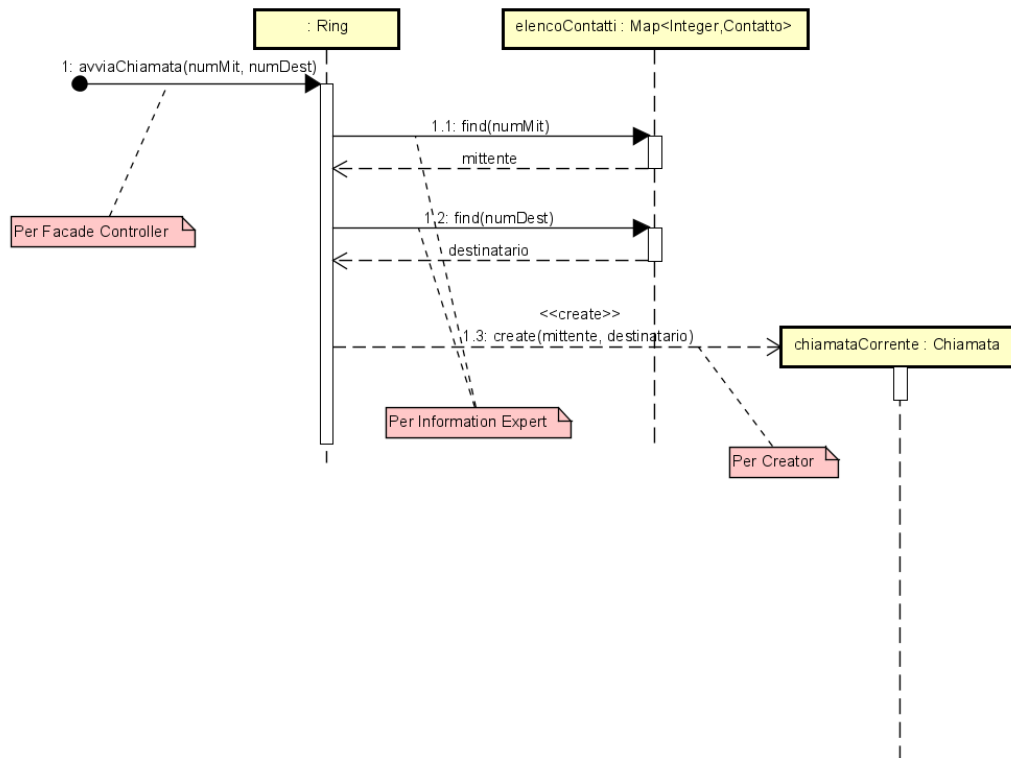 : Ring
elencoContatti : Map<Integer,Contatto>
1: avviaChiamata(numMit, numDest)
1.1: find(numMit)
mittente
Per Facade Controller
1.2: find(numDest)
destinatario
<<create>>
1.3: create(mittente, destinatario)
chiamataCorrente : Chiamata
Per Information Expert
Per Creator